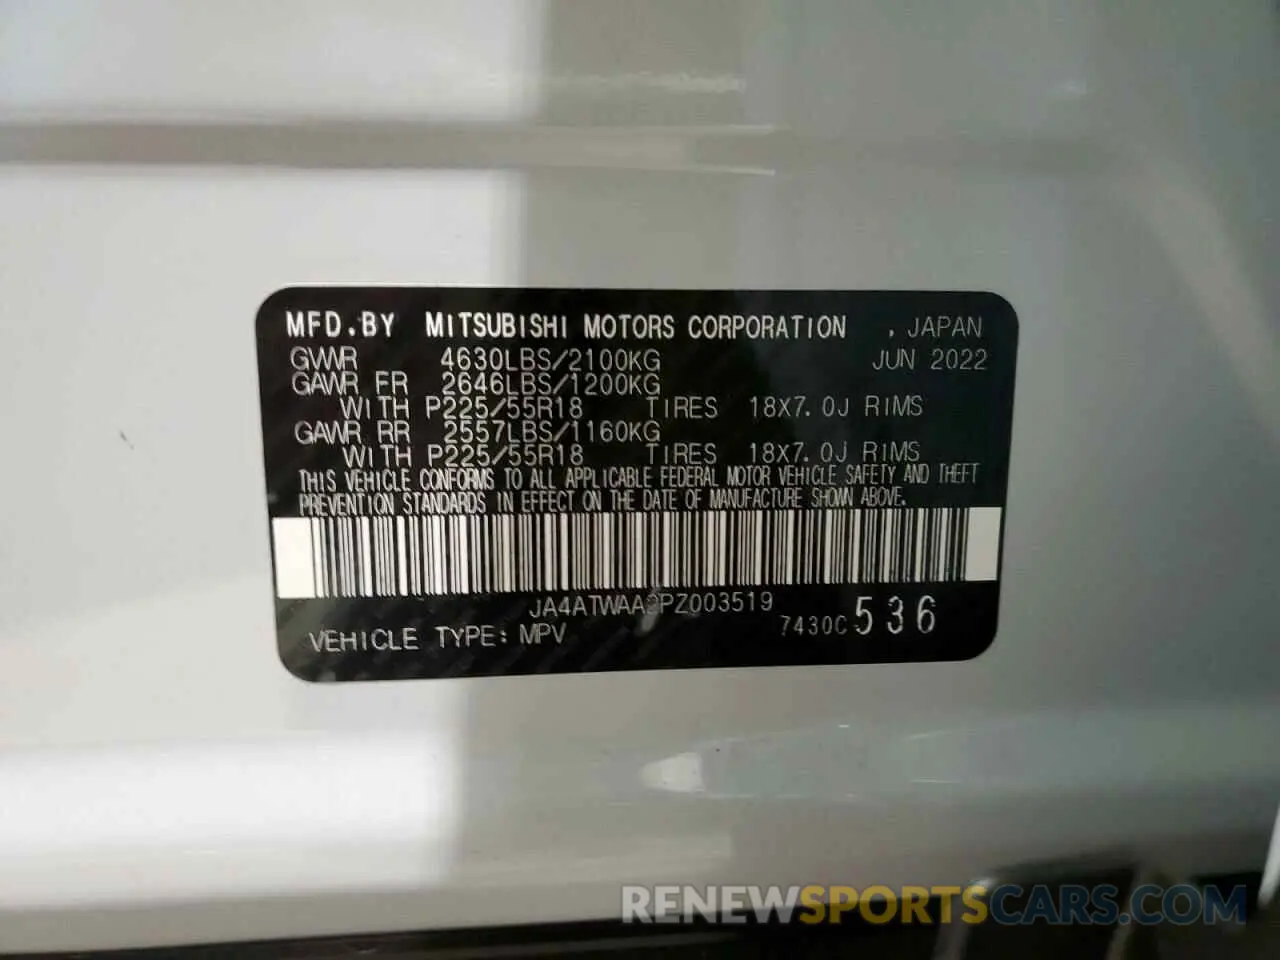 MFD.BY MITSUBISHI MOTORS CORPORATION , JAPAN
GVWR 4630LBS/2100KG JUN 2022
GAWR FR 2646LBS/1200KG
WITH P225/55R18 TIRES 18X7.0J RIMS
GAWR RR 2557LBS/1160KG
WITH P225/55R18 TIRES 18X7.0J RIMS
THIS VEHICLE CONFORMS TO ALL APPLICABLE FEDERAL MOTOR VEHICLE SAFETY AND THEFT
PREVENTION STANDARDS IN EFFECT ON THE DATE OF MANUFACTURE SHOWN ABOVE.
JA4ATWAA2PZ003519
VEHICLE TYPE: MPV 7430C 536
RENEWSPORTSCARS.COM